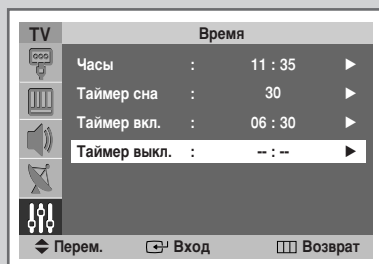 TV Время
Часы : 11 : 35 ►
Таймер сна : 30 ►
Таймер вкл. : 06 : 30 ►
Таймер выкл. : -- : -- ►
Перем. Вход Возврат